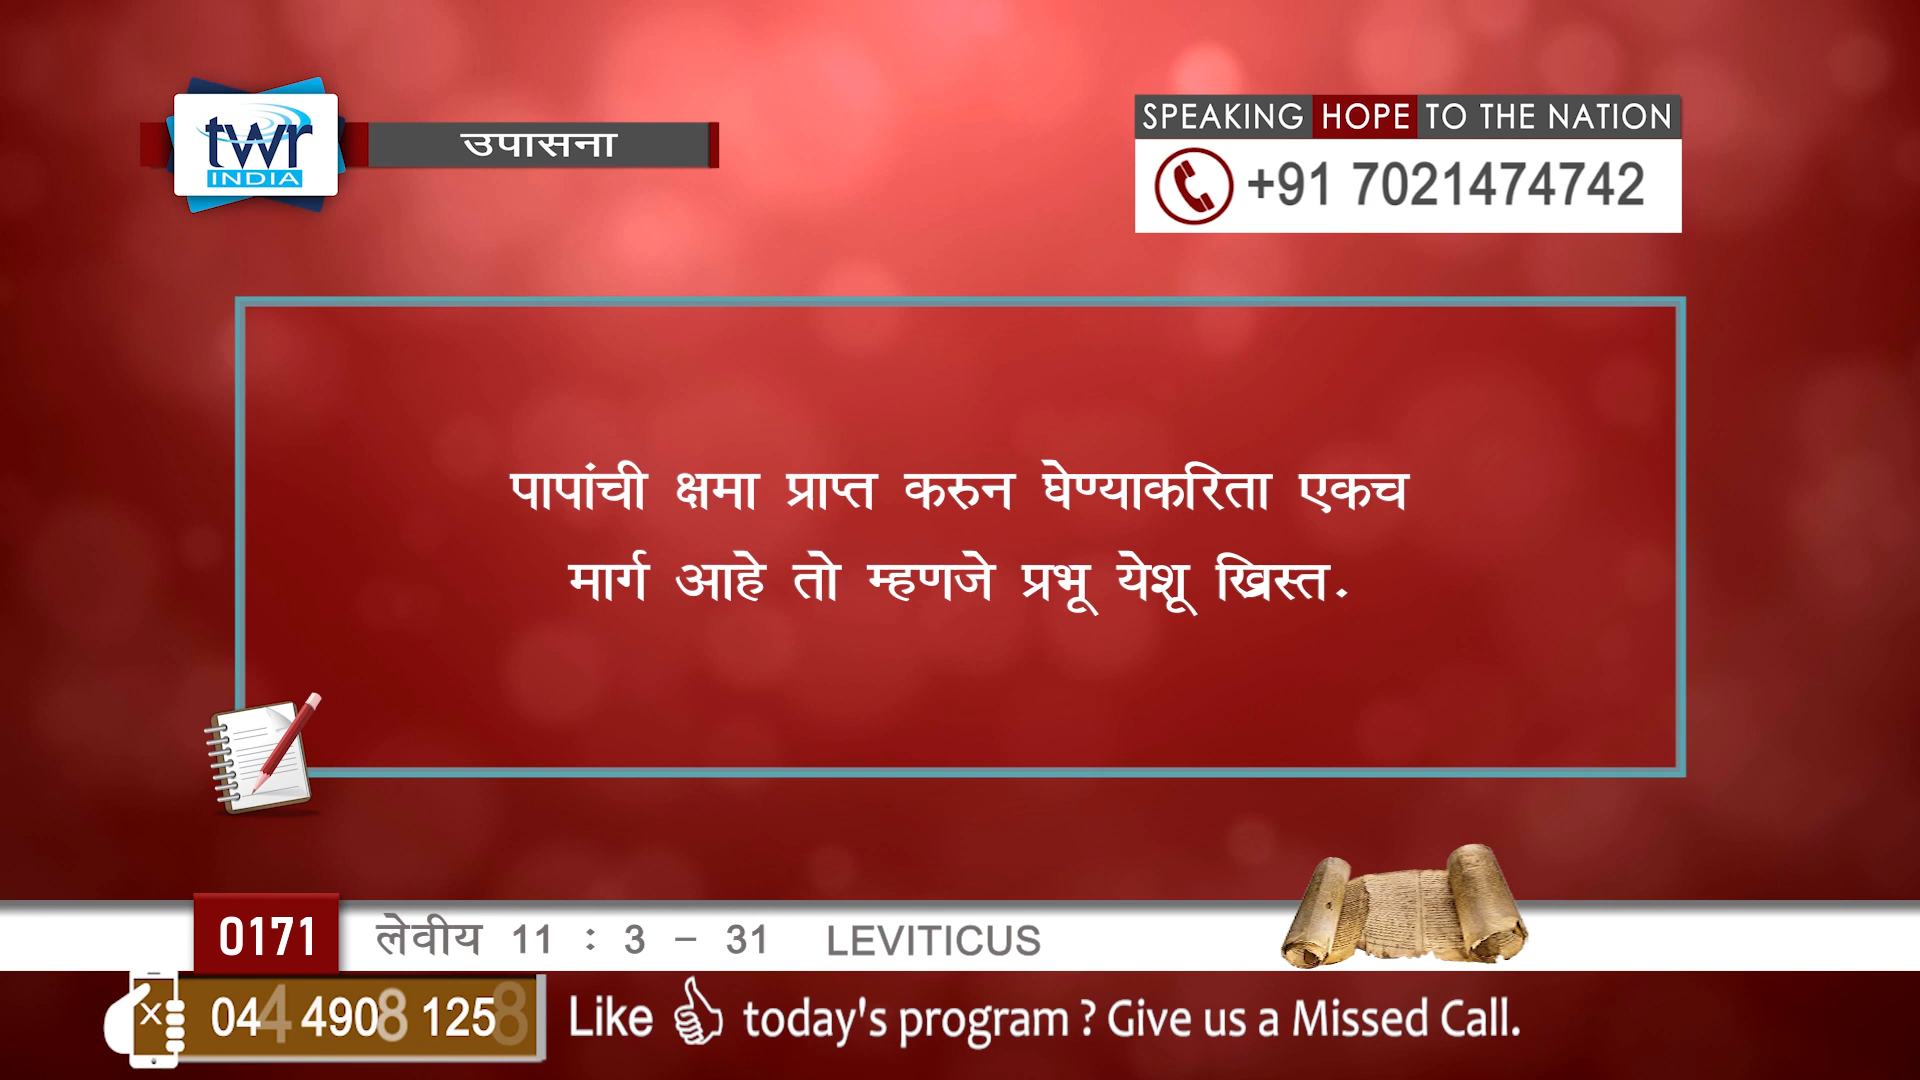 twr
INDIA
उपासना
SPEAKING HOPE TO THE NATION
+91 7021474742
पापांची क्षमा प्राप्त करुन घेण्याकरिता एकच
मार्ग आहे तो म्हणजे प्रभू येशू ख्रिस्त.
0171 लेवीय 11 : 3 - 31 LEVITICUS
044 4908 1258 Like today's program ? Give us a Missed Call.